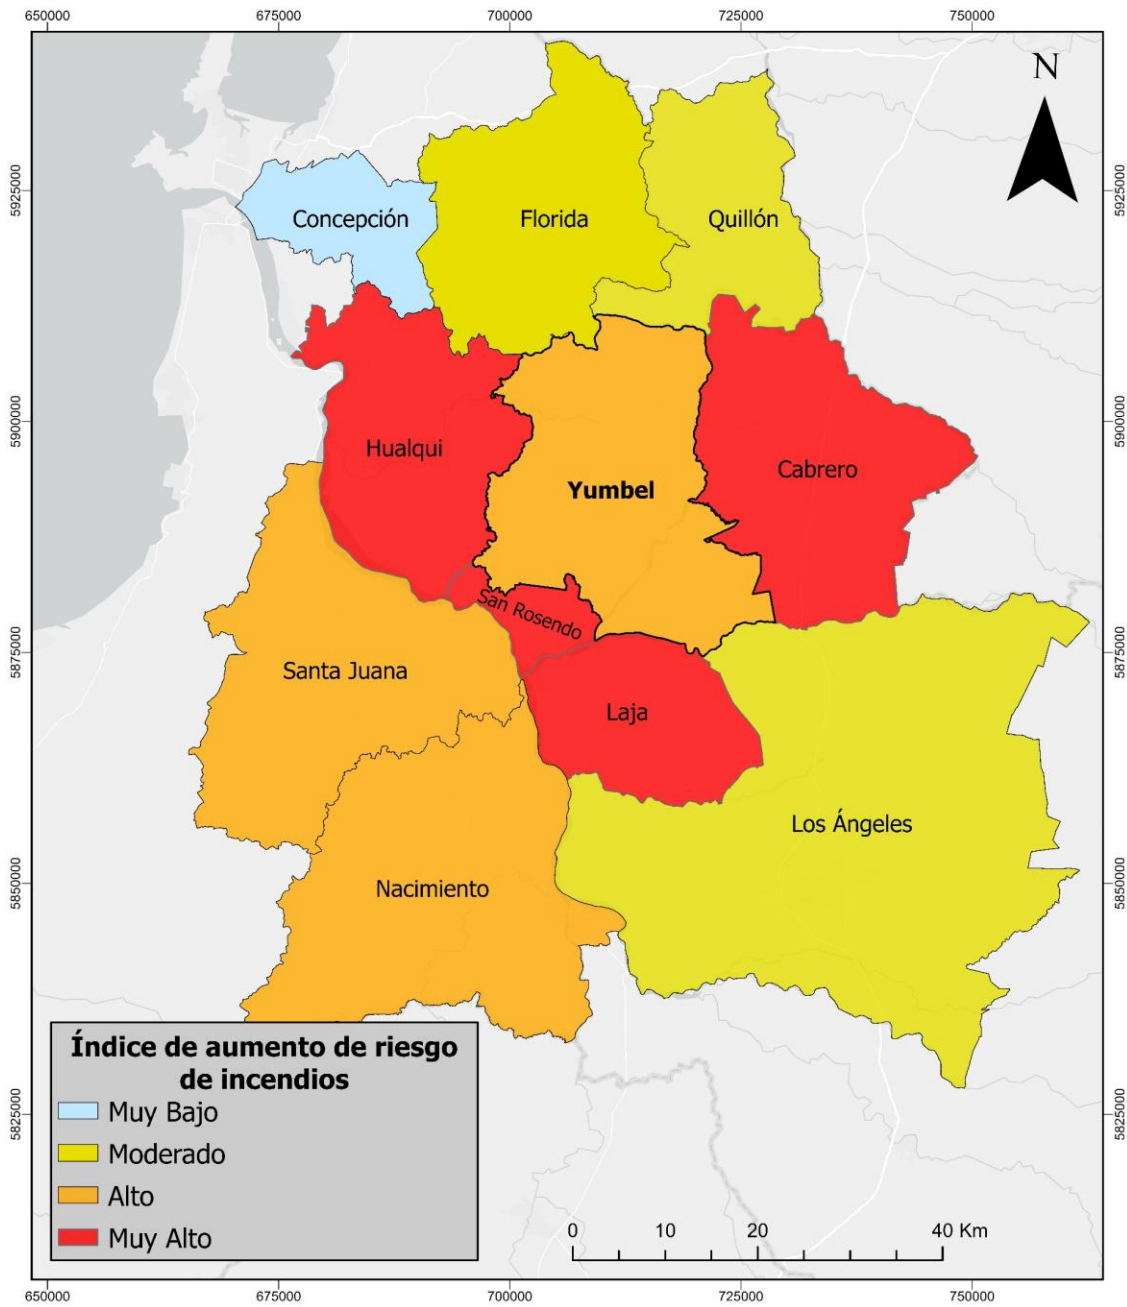 650000
675000
700000
725000
750000
N
5925000
5925000
Concepción
Florida
Quillón
5900000
5900000
Hualqui
Yumbel
Cabrero
San Rosendo
5875000
5875000
Santa Juana
Laja
Los Ángeles
5850000
5850000
Nacimiento
Índice de aumento de riesgo
de incendios
Muy Bajo
Moderado
Alto
Muy Alto
5825000
5825000
0 10 20 40 Km
650000
675000
700000
725000
750000